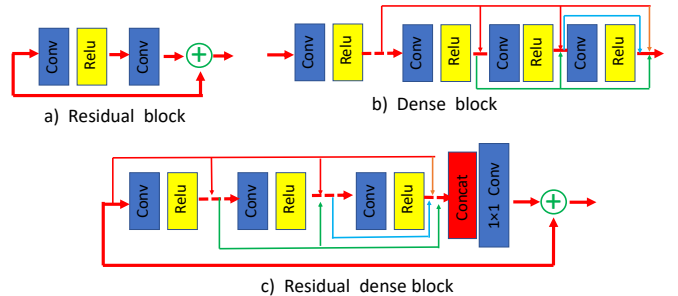 Conv Relu Conv +
a) Residual block
Conv Relu Conv Relu Conv Relu Conv Relu
b) Dense block
Conv Relu Conv Relu Conv Relu Concat 1×1 Conv +
c) Residual dense block